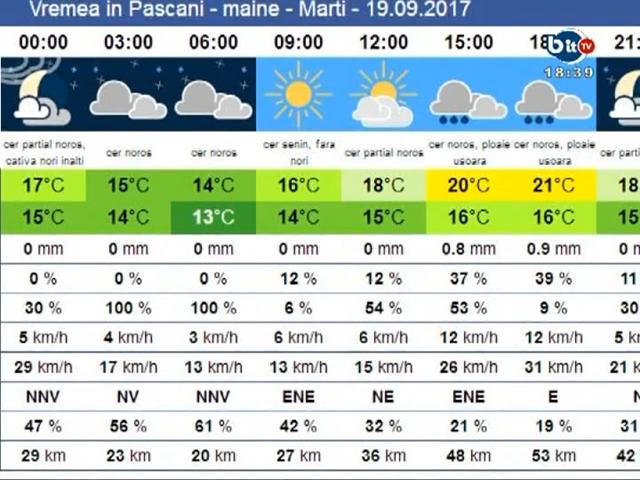 Vremea in Pascani - maine - Marti - 19.09.2017
00:00 03:00 06:00 09:00 12:00 15:00 18 21:
bit TV
18:39
cer partial noros, cativa nori inalti cer noros cer noros cer senin, fara nori cer partial noros cer noros, ploaie usoara cer noros, ploaie usoara cer parti
17°C 15°C 14°C 16°C 18°C 20°C 21°C 18
15°C 14°C 13°C 14°C 15°C 16°C 16°C 15
0 mm 0 mm 0 mm 0 mm 0 mm 0.8 mm 0.9 mm 0 m
0 % 0 % 0 % 12 % 12 % 37 % 39 % 11
30 % 100 % 100 % 6 % 54 % 53 % 9 % 30
5 km/h 4 km/h 3 km/h 6 km/h 6 km/h 12 km/h 12 km/h 5 k
29 km/h 17 km/h 13 km/h 13 km/h 15 km/h 26 km/h 31 km/h 21 k
NNV NV NNV ENE NE ENE E
47 % 56 % 61 % 42 % 32 % 21 % 19 % 31
29 km 23 km 20 km 27 km 36 km 48 km 53 km 42